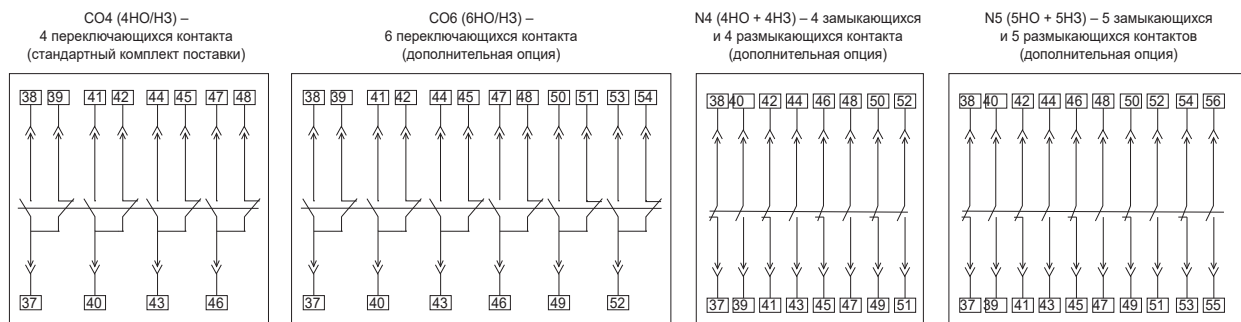 CO4 (4НО/НЗ) –
4 переключающихся контакта
(стандартный комплект поставки)
38 39 41 42 44 45 47 48
37 40 43 46
CO6 (6НО/НЗ) –
6 переключающихся контакта
(дополнительная опция)
38 39 41 42 44 45 47 48 50 51 53 54
37 40 43 46 49 52
N4 (4НО + 4НЗ) – 4 замыкающихся
и 4 размыкающихся контакта
(дополнительная опция)
38 40 42 44 46 48 50 52
37 39 41 43 45 47 49 51
N5 (5НО + 5НЗ) – 5 замыкающихся
и 5 размыкающихся контактов
(дополнительная опция)
38 40 42 44 46 48 50 52 54 56
37 39 41 43 45 47 49 51 53 55